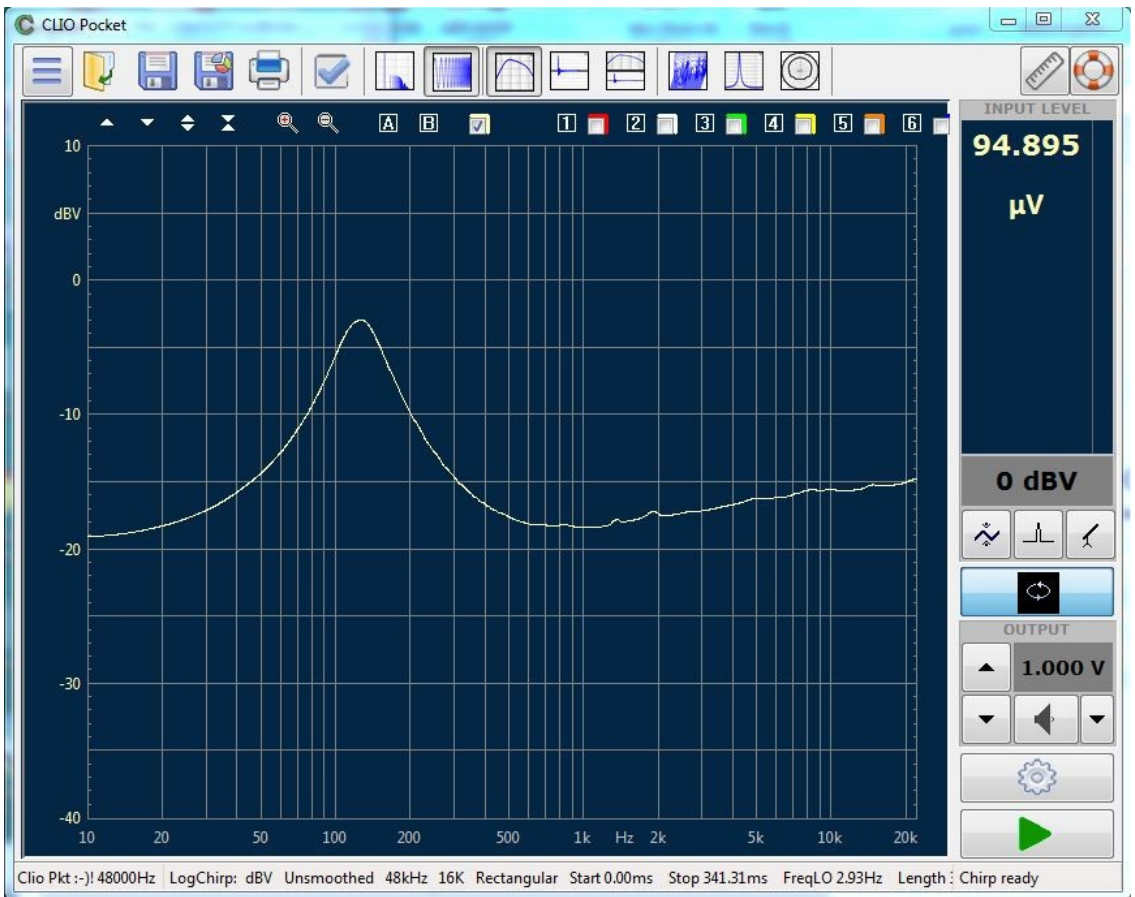 CLIO Pocket
A B 1 2 3 4 5 6
INPUT LEVEL
94.895
µV
0 dBV
OUTPUT
1.000 V
10
dBV
0
-10
-20
-30
-40
10 20 50 100 200 500 1k Hz 2k 5k 10k 20k
Clio Pkt :-)! 48000Hz LogChirp: dBV Unsmoothed 48kHz 16K Rectangular Start 0.00ms Stop 341.31ms FreqLO 2.93Hz Length Chirp ready